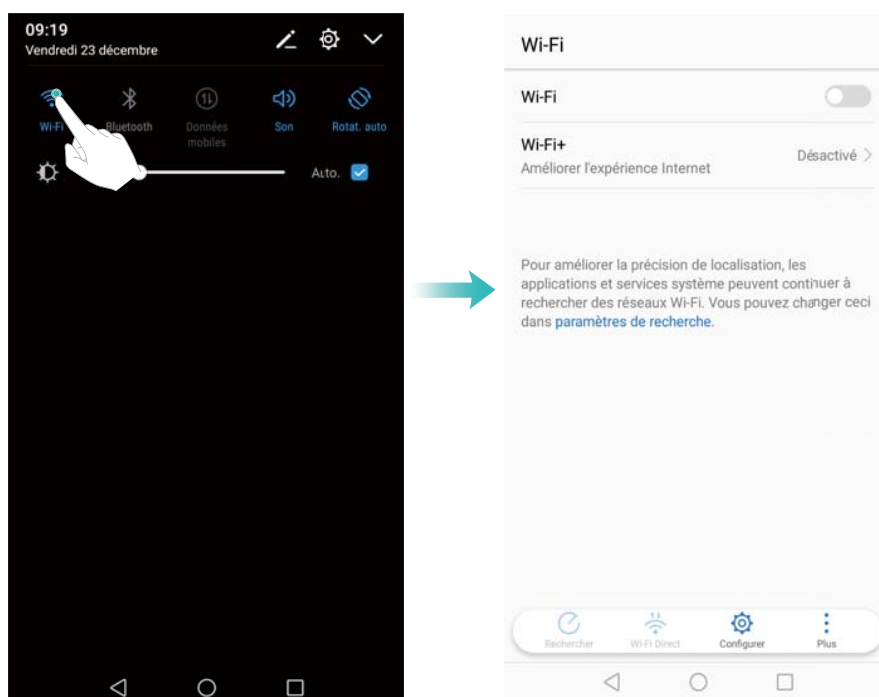 09:19
Vendredi 23 décembre
Wi-Fi
Bluetooth
Données
mobiles
Son
Rotat. auto
Auto.
Wi-Fi
Wi-Fi
Wi-Fi+
Améliorer l'expérience Internet
Désactivé
Pour améliorer la précision de localisation, les
applications et services système peuvent continuer à
rechercher des réseaux Wi-Fi. Vous pouvez changer ceci
dans paramètres de recherche.
Rechercher
Wi-Fi Direct
Configurer
Plus